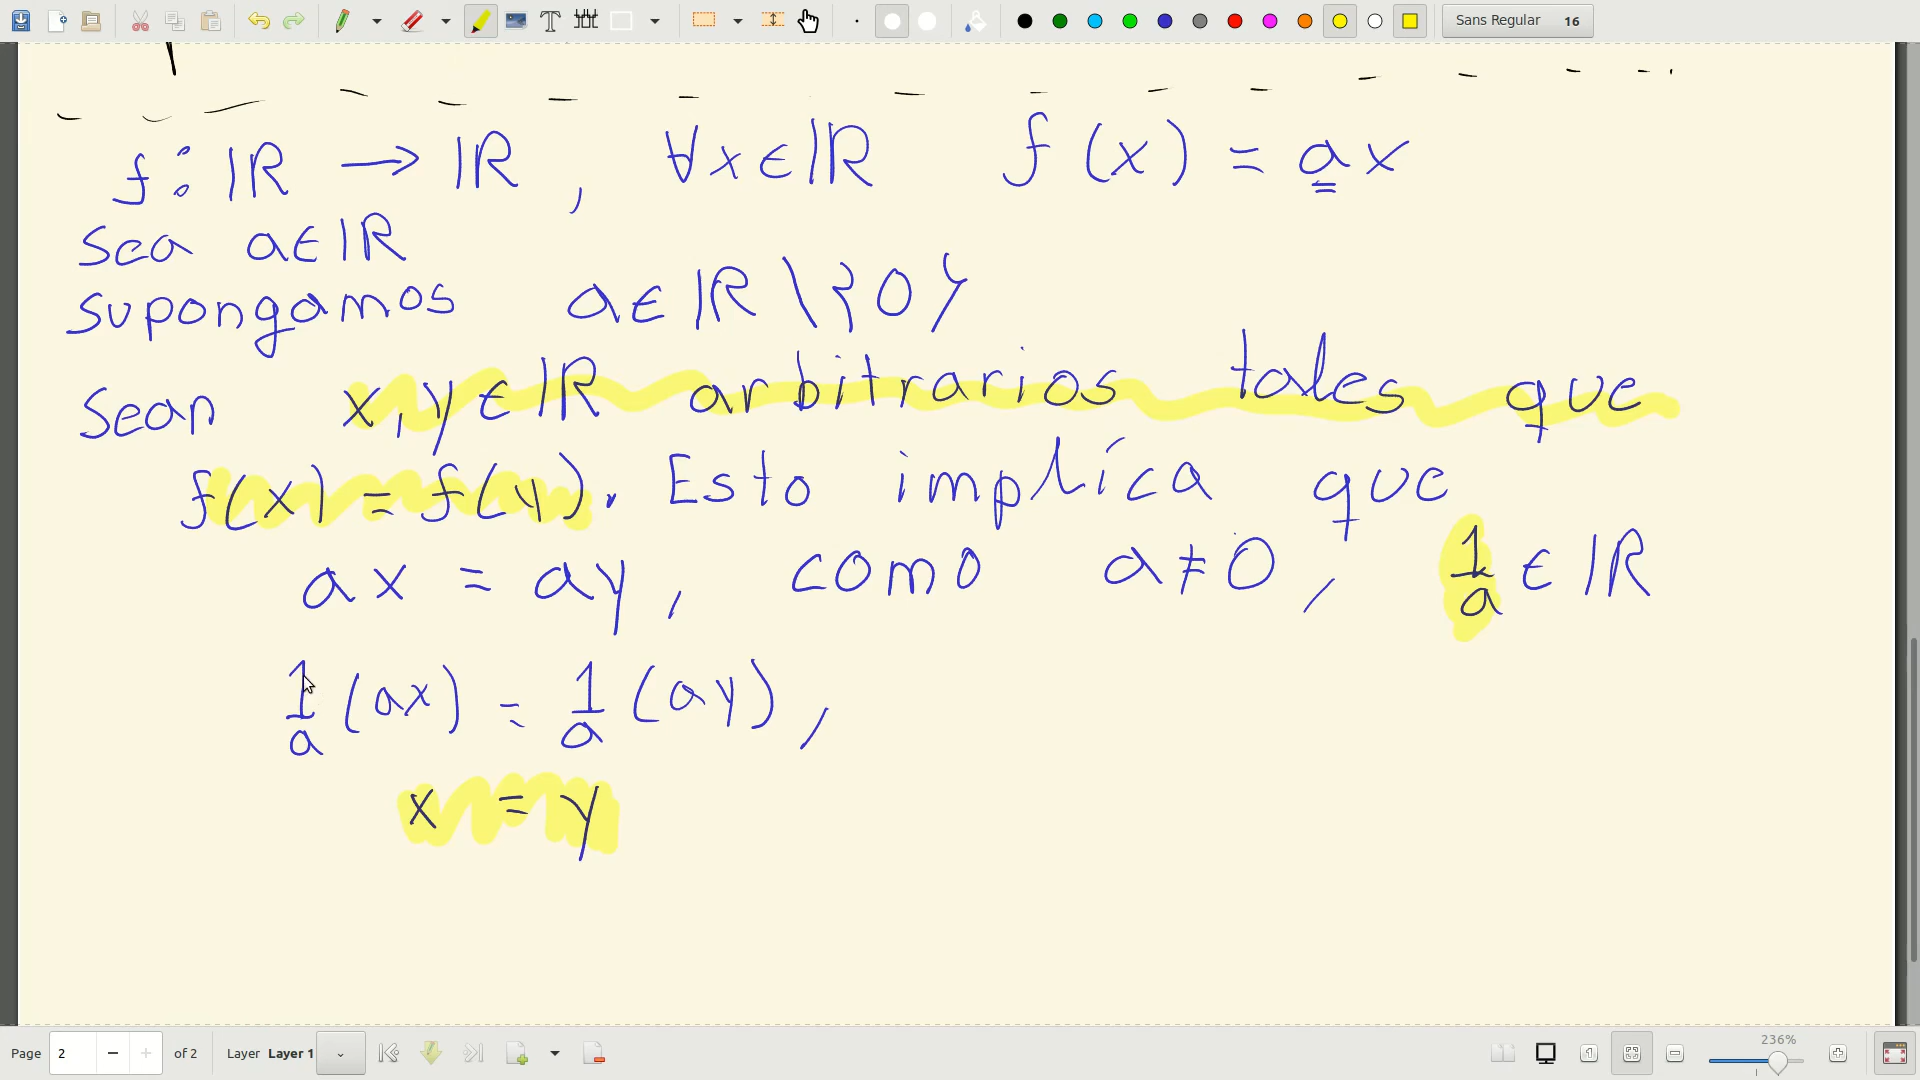 Sans Regular 16
f : ℝ → ℝ , ∀x∈ℝ f(x) = ax
Sea a∈ℝ
supongamos a∈ℝ\{0}
Sean x,y∈ℝ arbitrarios tales que
f(x) = f(y). Esto implica que
ax = ay , como a≠0 , 1/a ∈ ℝ
1/a (ax) = 1/a (ay) ,
x = y
Page 2 of 2 Layer Layer 1 236%